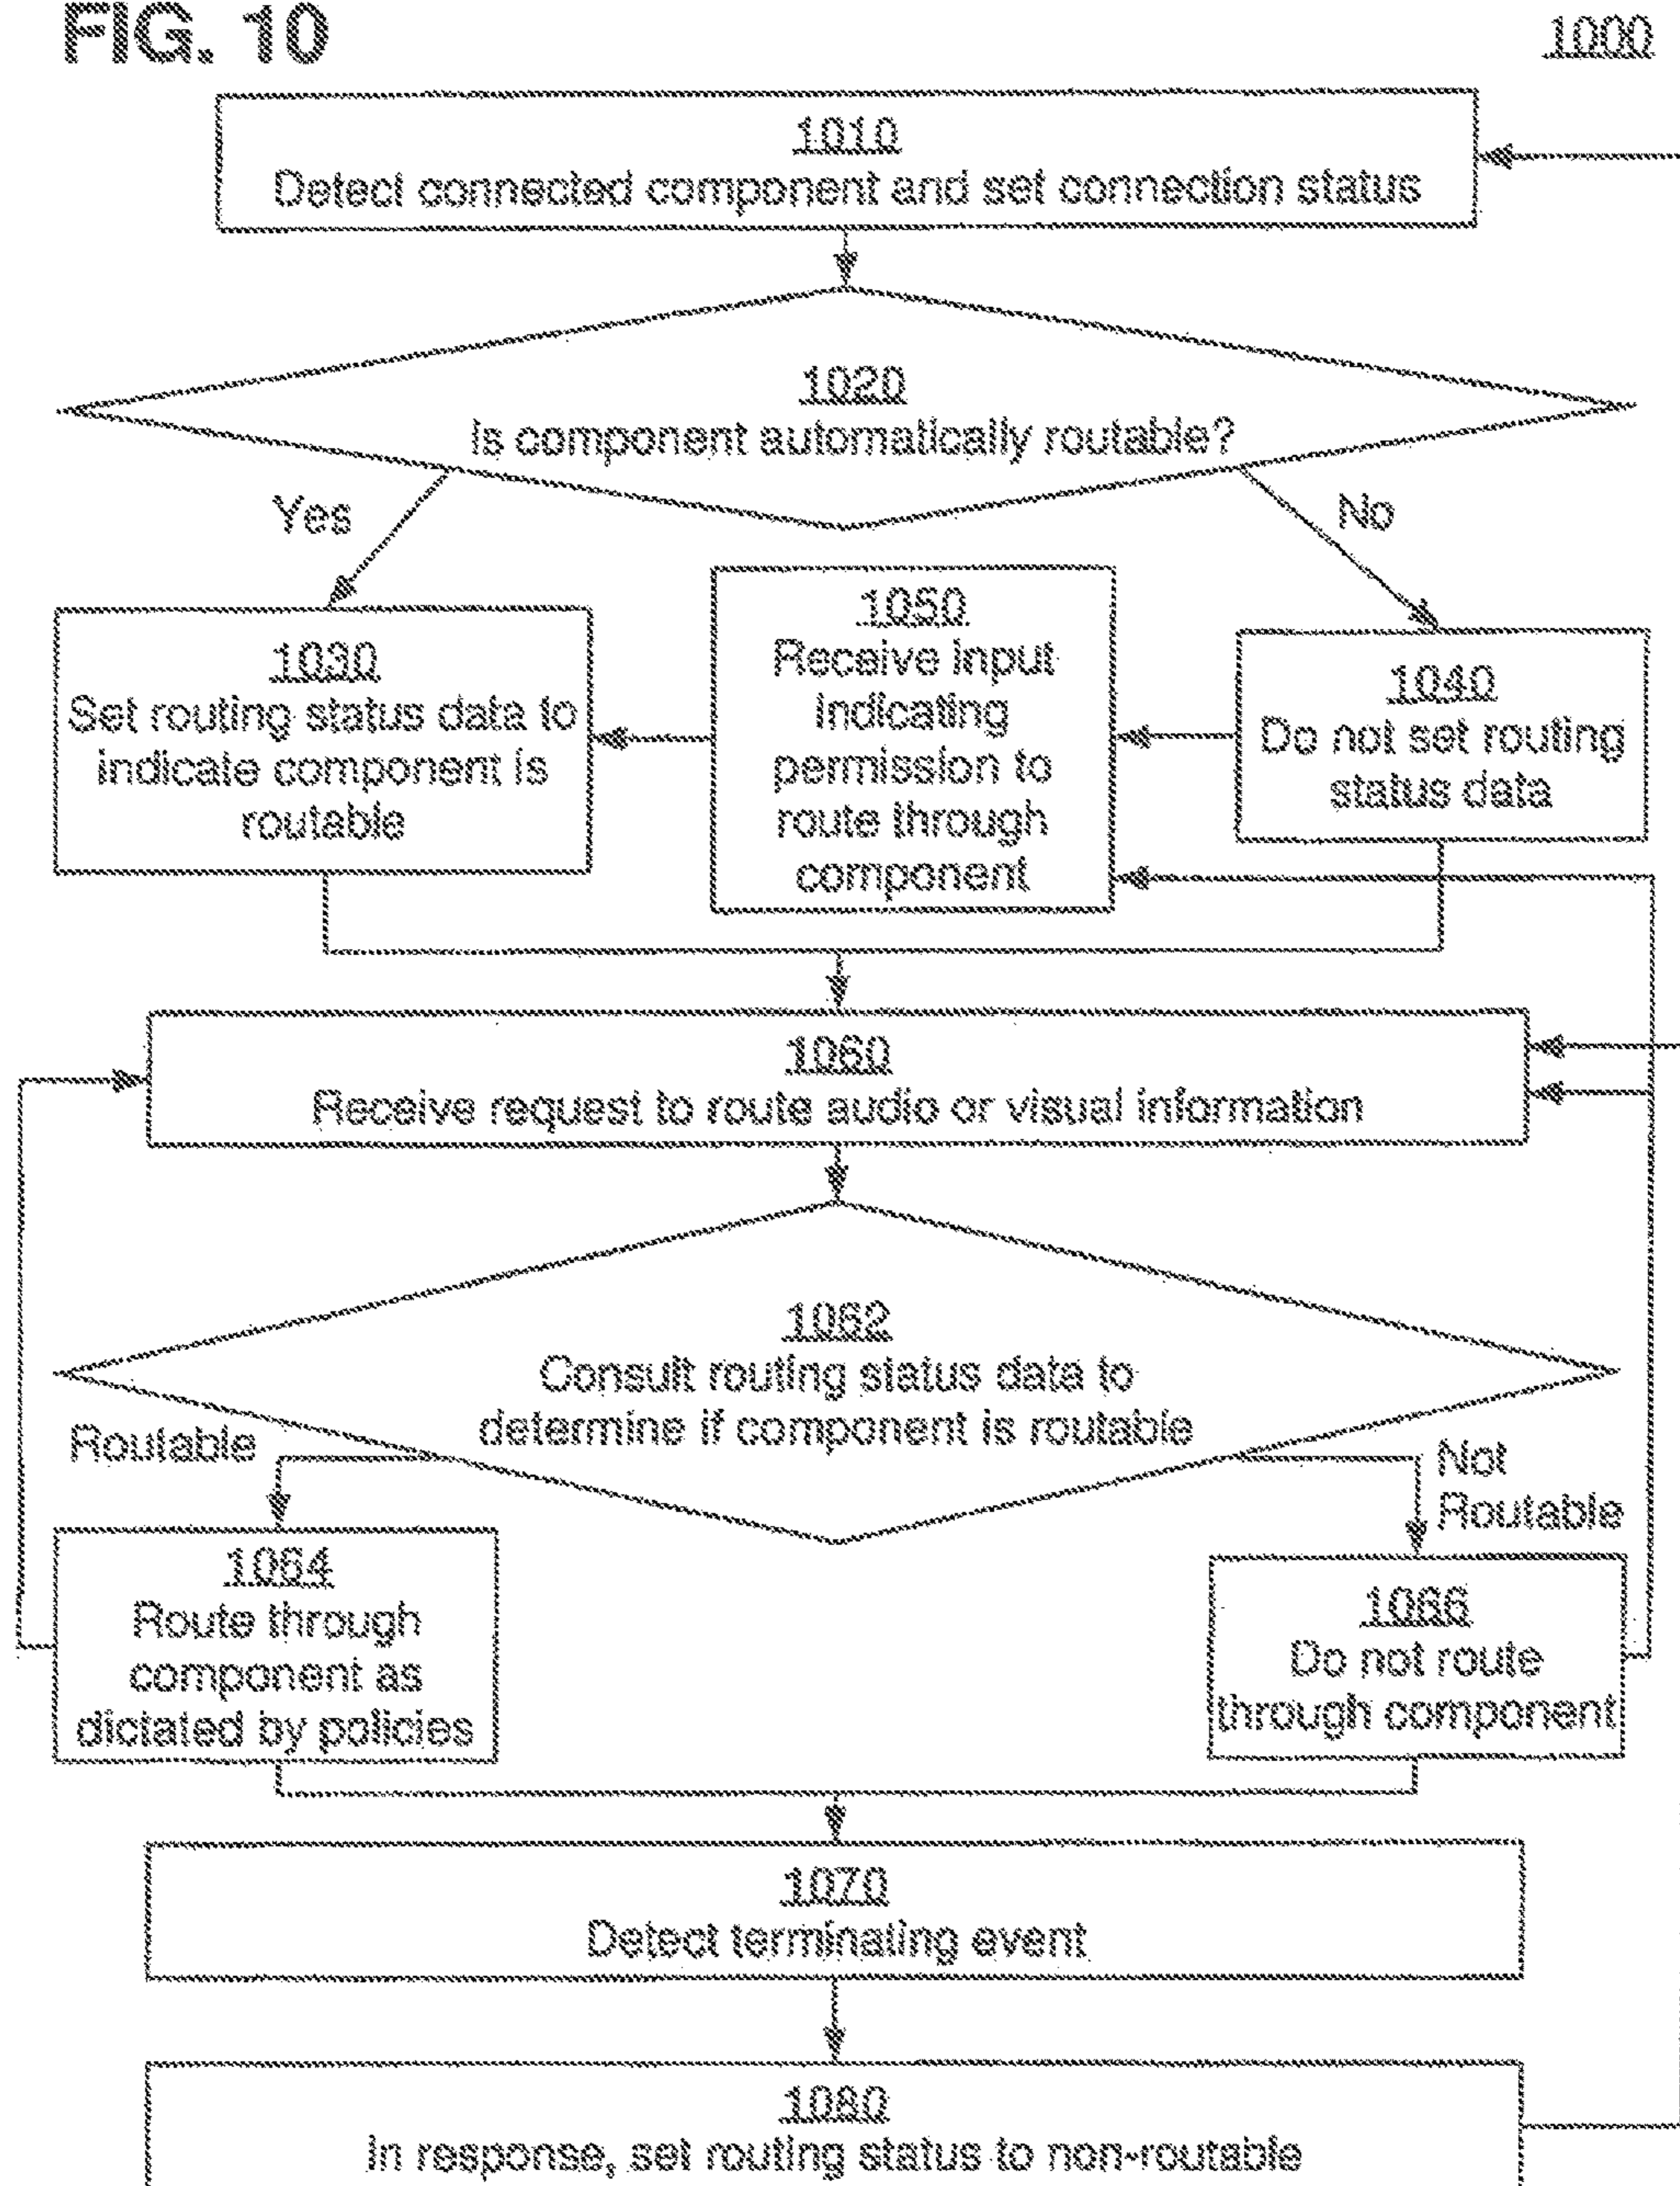 FIG. 10
1000
1010
Detect connected component and set connection status
1020
Is component automatically routable?
Yes
No
1030
Set routing status data to
indicate component is
routable
1050
Receive input
indicating
permission to
route through
component
1040
Do not set routing
status data
1060
Receive request to route audio or visual information
1062
Consult routing status data to
determine if component is routable
Routable
Not
Routable
1064
Route through
component as
dictated by policies
1066
Do not route
through component
1070
Detect terminating event
1080
In response, set routing status to non-routable